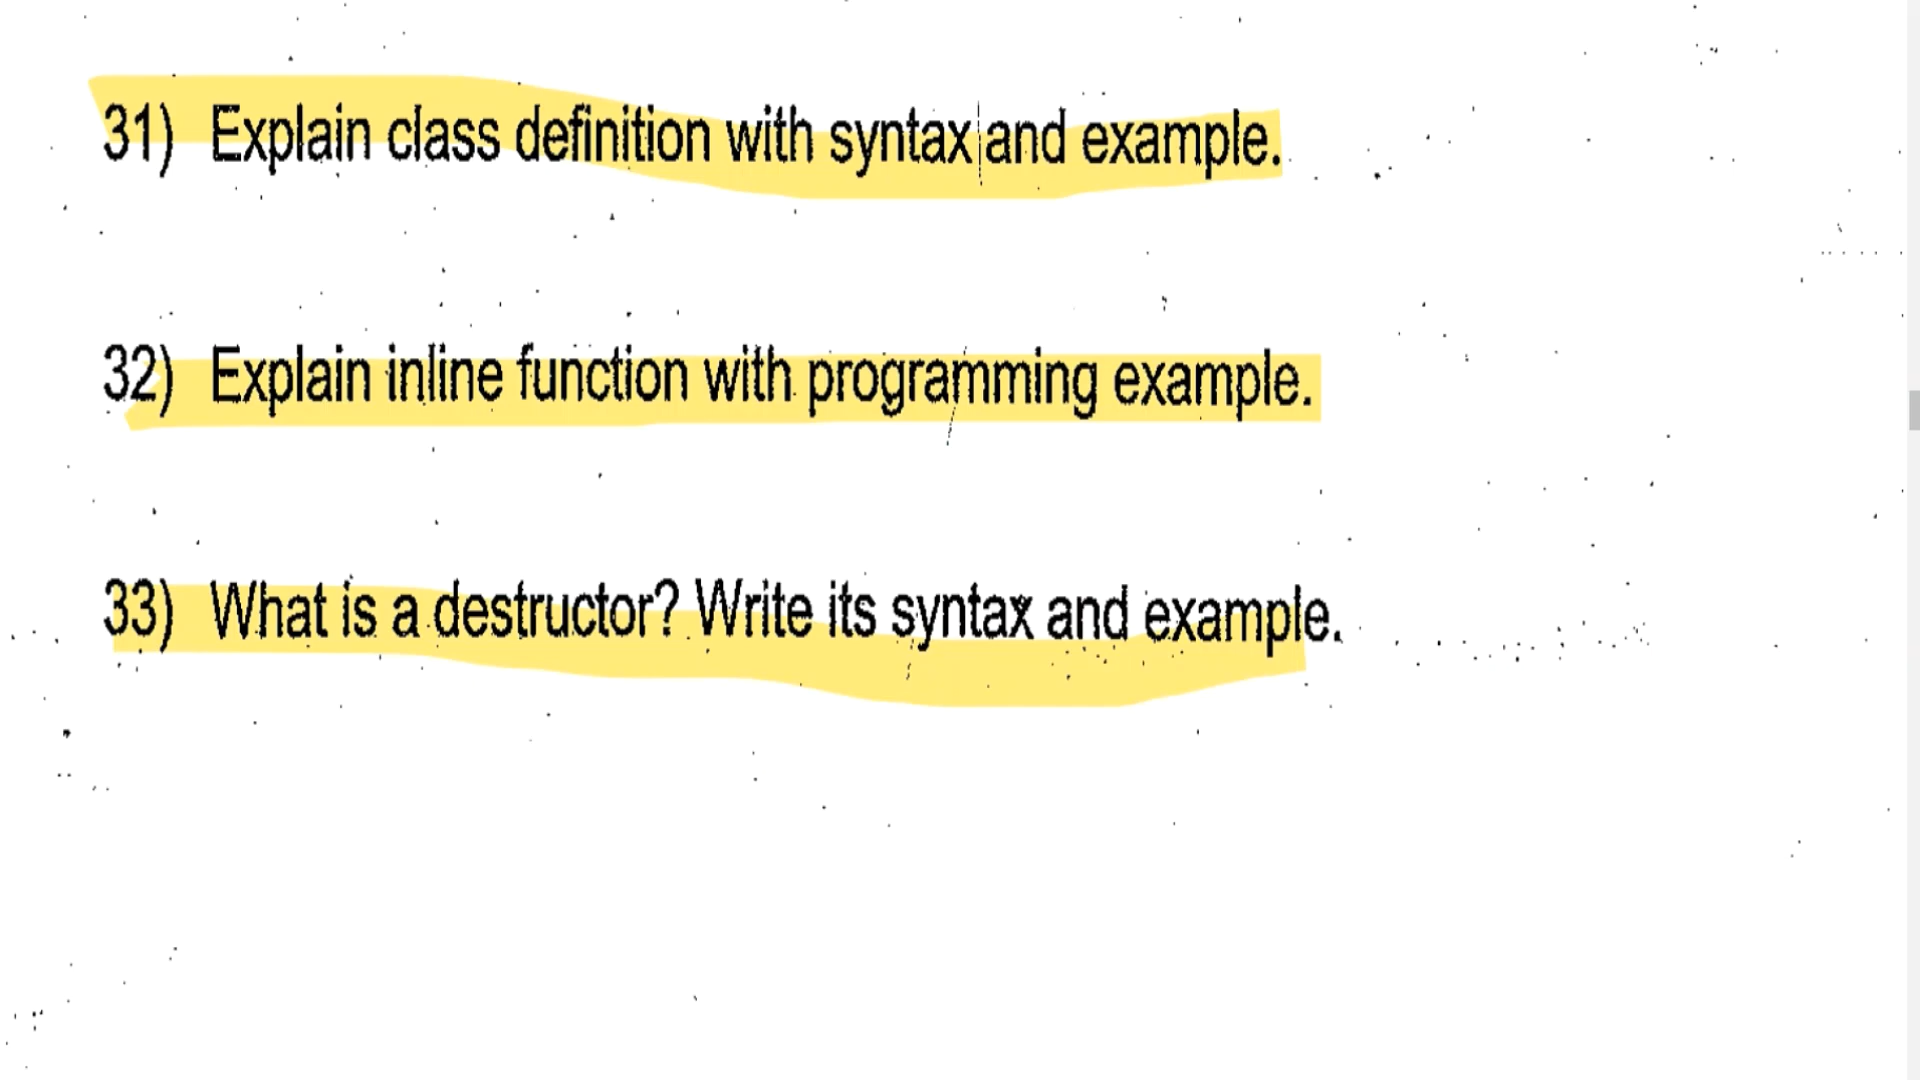 31) Explain class definition with syntax and example.
32) Explain inline function with programming example.
33) What is a destructor? Write its syntax and example.